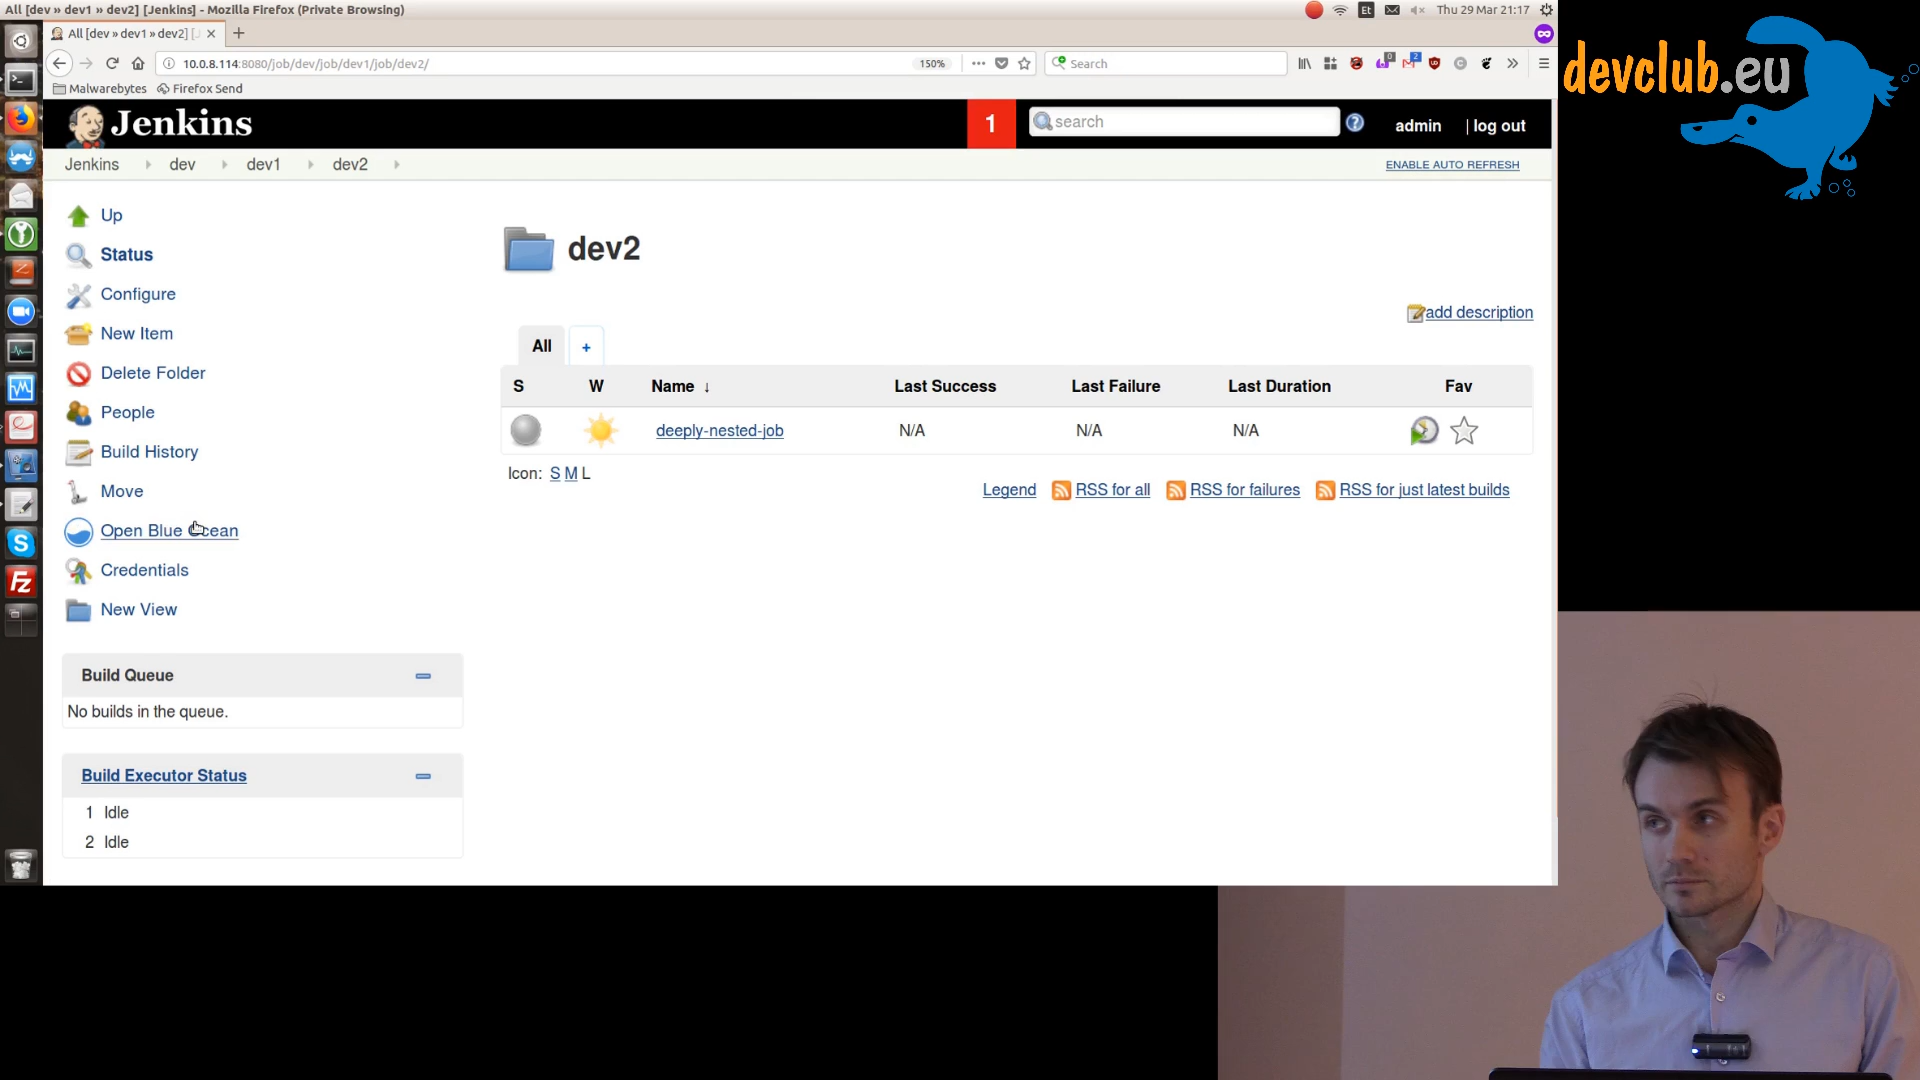 All [dev » dev1 » dev2] [Jenkins] - Mozilla Firefox (Private Browsing)
Et
Thu 29 Mar 21:17
All [dev » dev1 » dev2] [J
10.0.8.114:8080/job/dev/job/dev1/job/dev2/
150%
Search
Malwarebytes
Firefox Send
Jenkins
1
search
admin
| log out
Jenkins
dev
dev1
dev2
ENABLE AUTO REFRESH
Up
Status
Configure
New Item
Delete Folder
People
Build History
Move
Open Blue Ocean
Credentials
New View
dev2
add description
All
+
S W Name ↓ Last Success Last Failure Last Duration Fav
deeply-nested-job N/A N/A N/A
Icon: S M L
Legend RSS for all RSS for failures RSS for just latest builds
Build Queue
No builds in the queue.
Build Executor Status
1 Idle
2 Idle
devclub.eu